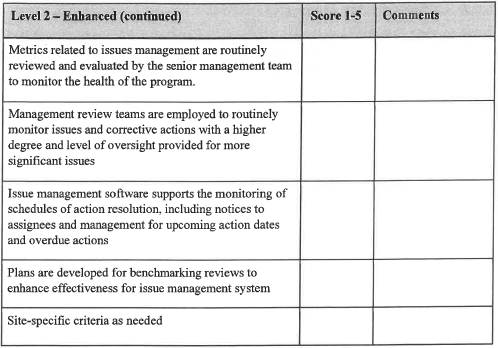 Level 2 – Enhanced (continued) Score 1-5 Comments
Metrics related to issues management are routinely
reviewed and evaluated by the senior management team
to monitor the health of the program.
Management review teams are employed to routinely
monitor issues and corrective actions with a higher
degree and level of oversight provided for more
significant issues
Issue management software supports the monitoring of
schedules of action resolution, including notices to
assignees and management for upcoming action dates
and overdue actions
Plans are developed for benchmarking reviews to
enhance effectiveness for issue management system
Site-specific criteria as needed